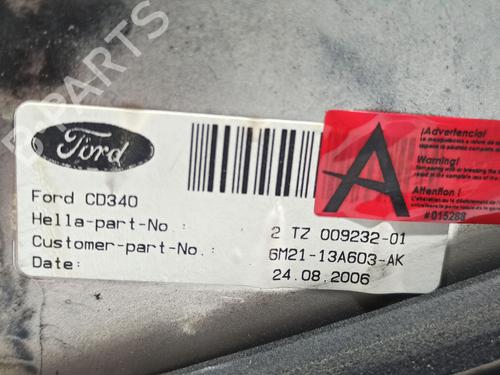 B-PARTS
Ford
Ford CD340
Hella-part-No.: 2 TZ 009232-01
Customer-part-No.: 6M21-13A603-AK
Date: 24.08.2006
A
¡Advertencia!
Warning!
Attention !
#015288